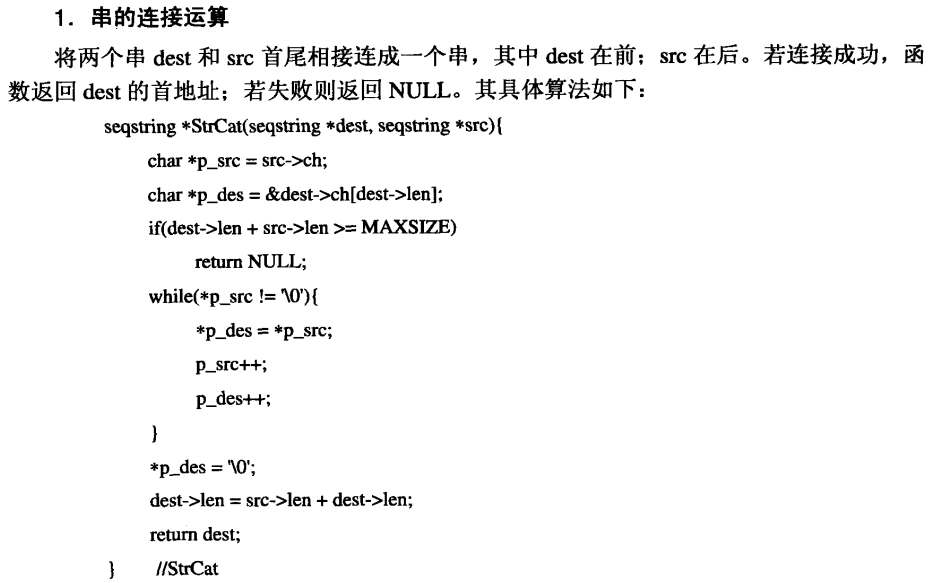 1．串的连接运算
将两个串 dest 和 src 首尾相接连成一个串，其中 dest 在前；src 在后。若连接成功，函
数返回 dest 的首地址；若失败则返回 NULL。其具体算法如下：
seqstring *StrCat(seqstring *dest, seqstring *src){
char *p_src = src->ch;
char *p_des = &dest->ch[dest->len];
if(dest->len + src->len >= MAXSIZE)
return NULL;
while(*p_src != '\0'){
*p_des = *p_src;
p_src++;
p_des++;
}
*p_des = '\0';
dest->len = src->len + dest->len;
return dest;
} //StrCat